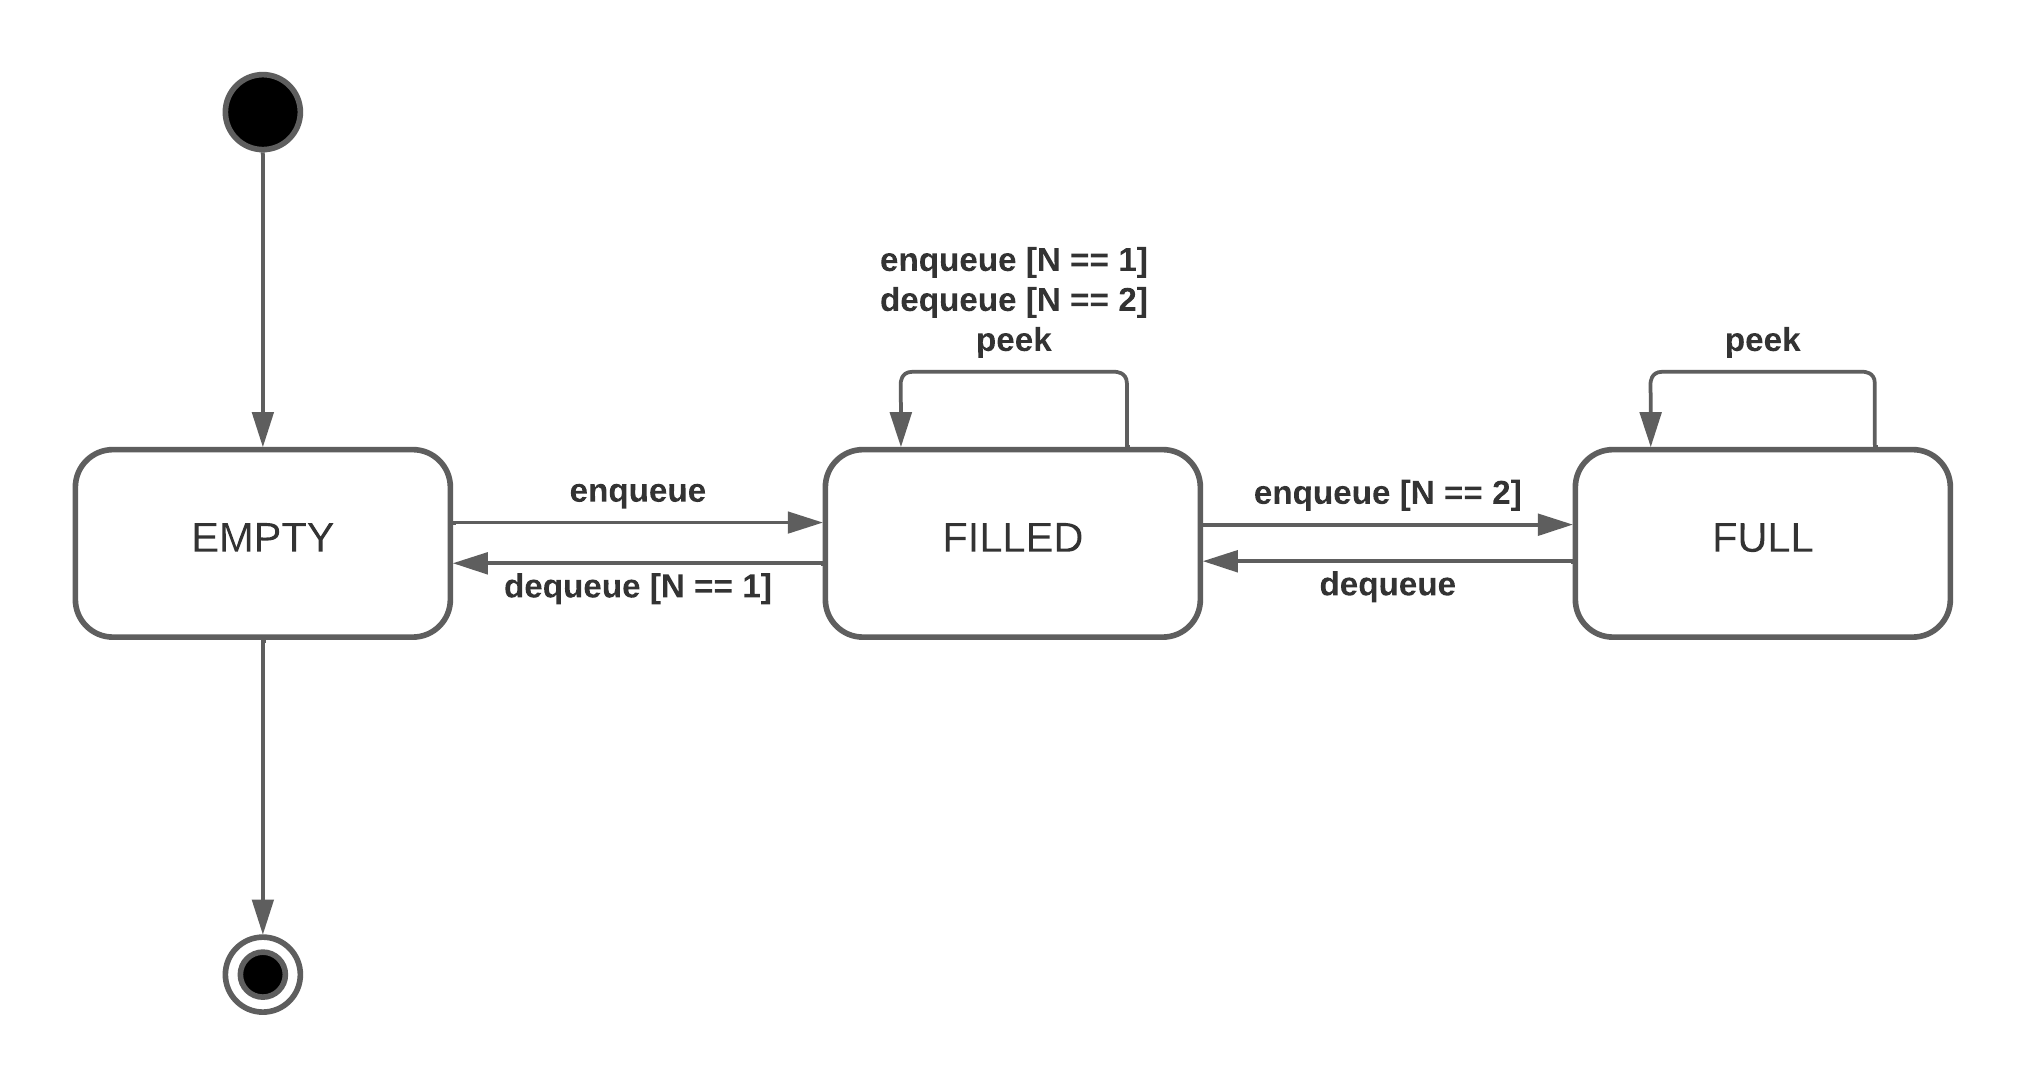 enqueue [N == 1]
dequeue [N == 2]
peek
peek
enqueue
enqueue [N == 2]
EMPTY
FILLED
FULL
dequeue [N == 1]
dequeue